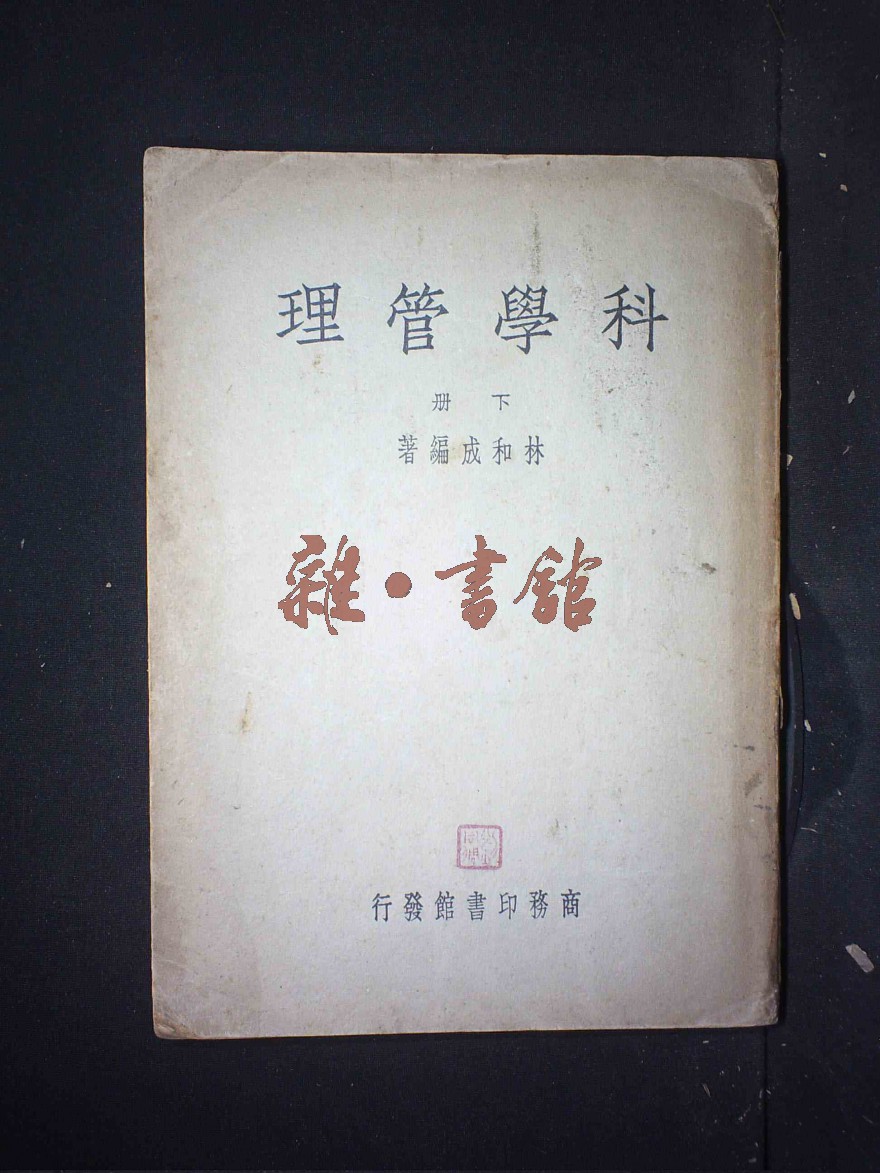 科學管理
下册
林和成編著
雜·書館
商務印書館發行